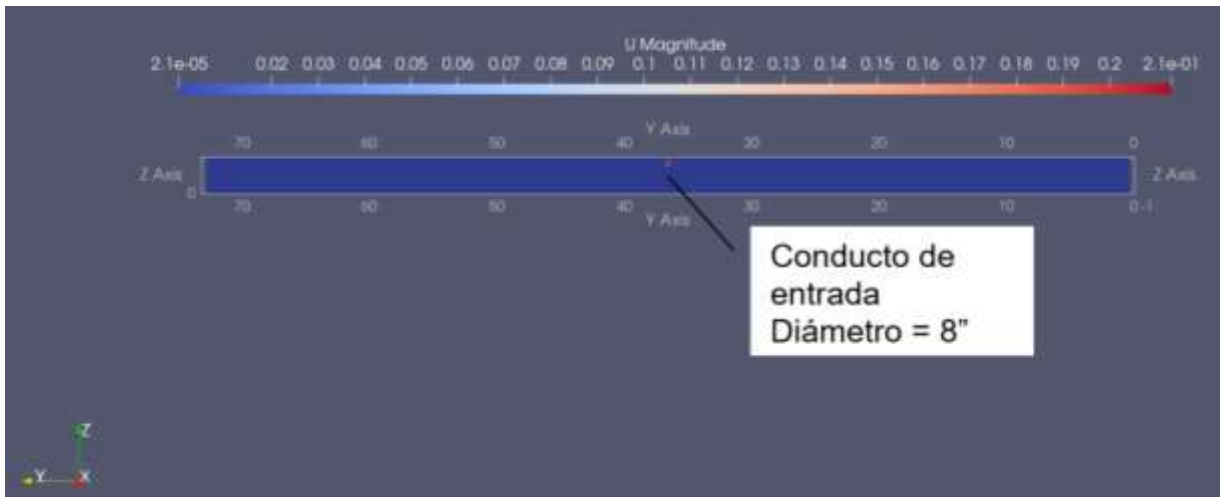 U Magnitude
2.1e-05 0.02 0.03 0.04 0.05 0.06 0.07 0.08 0.09 0.1 0.11 0.12 0.13 0.14 0.15 0.16 0.17 0.18 0.19 0.2 2.1e-01
Y Axis
70 60 50 40 30 20 10 0
Z Axis 0 Z Axis
70 60 50 40 30 20 10 0 -1
Y Axis
Conducto de
entrada
Diámetro = 8”
Z
Y X